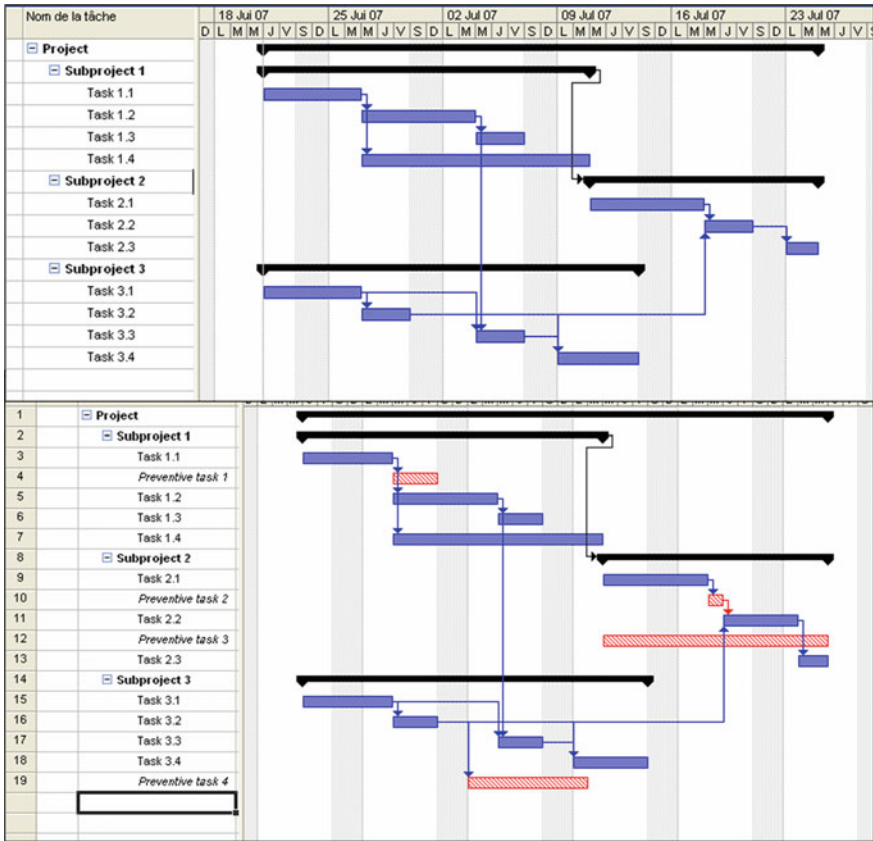 Nom de la tâche
18 Jui 07 25 Jui 07 02 Jul 07 09 Jul 07 16 Jul 07 23 Jul 07
D L M M J V S D L M M J V S D L M M J V S D L M M J V S D L M M J V S D L M M J V S
Project
Subproject 1
Task 1.1
Task 1.2
Task 1.3
Task 1.4
Subproject 2
Task 2.1
Task 2.2
Task 2.3
Subproject 3
Task 3.1
Task 3.2
Task 3.3
Task 3.4
1 Project
2 Subproject 1
3 Task 1.1
4 Preventive task 1
5 Task 1.2
6 Task 1.3
7 Task 1.4
8 Subproject 2
9 Task 2.1
10 Preventive task 2
11 Task 2.2
12 Preventive task 3
13 Task 2.3
14 Subproject 3
15 Task 3.1
16 Task 3.2
17 Task 3.3
18 Task 3.4
19 Preventive task 4